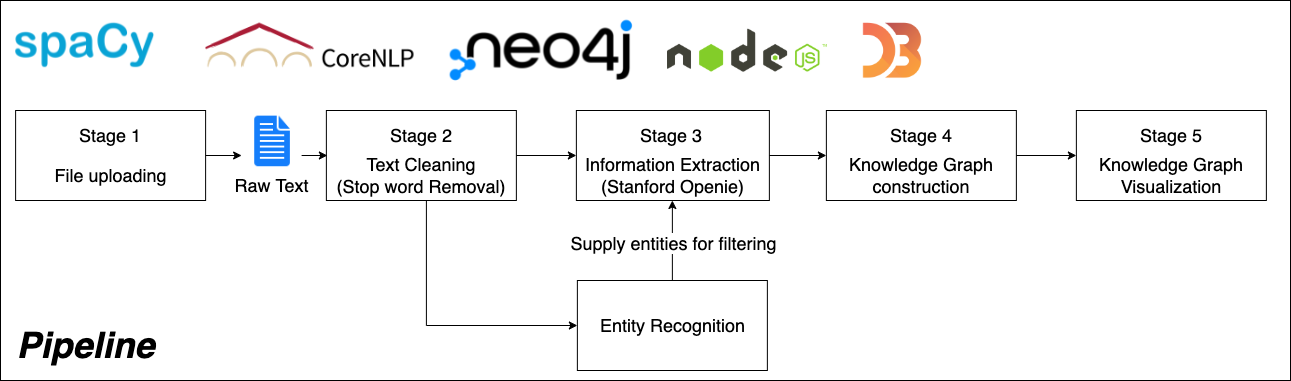 spaCy
CoreNLP
neo4j
node
JS
D3
Stage 1
File uploading
Raw Text
Stage 2
Text Cleaning
(Stop word Removal)
Stage 3
Information Extraction
(Stanford Openie)
Stage 4
Knowledge Graph
construction
Stage 5
Knowledge Graph
Visualization
Supply entities for filtering
Entity Recognition
Pipeline